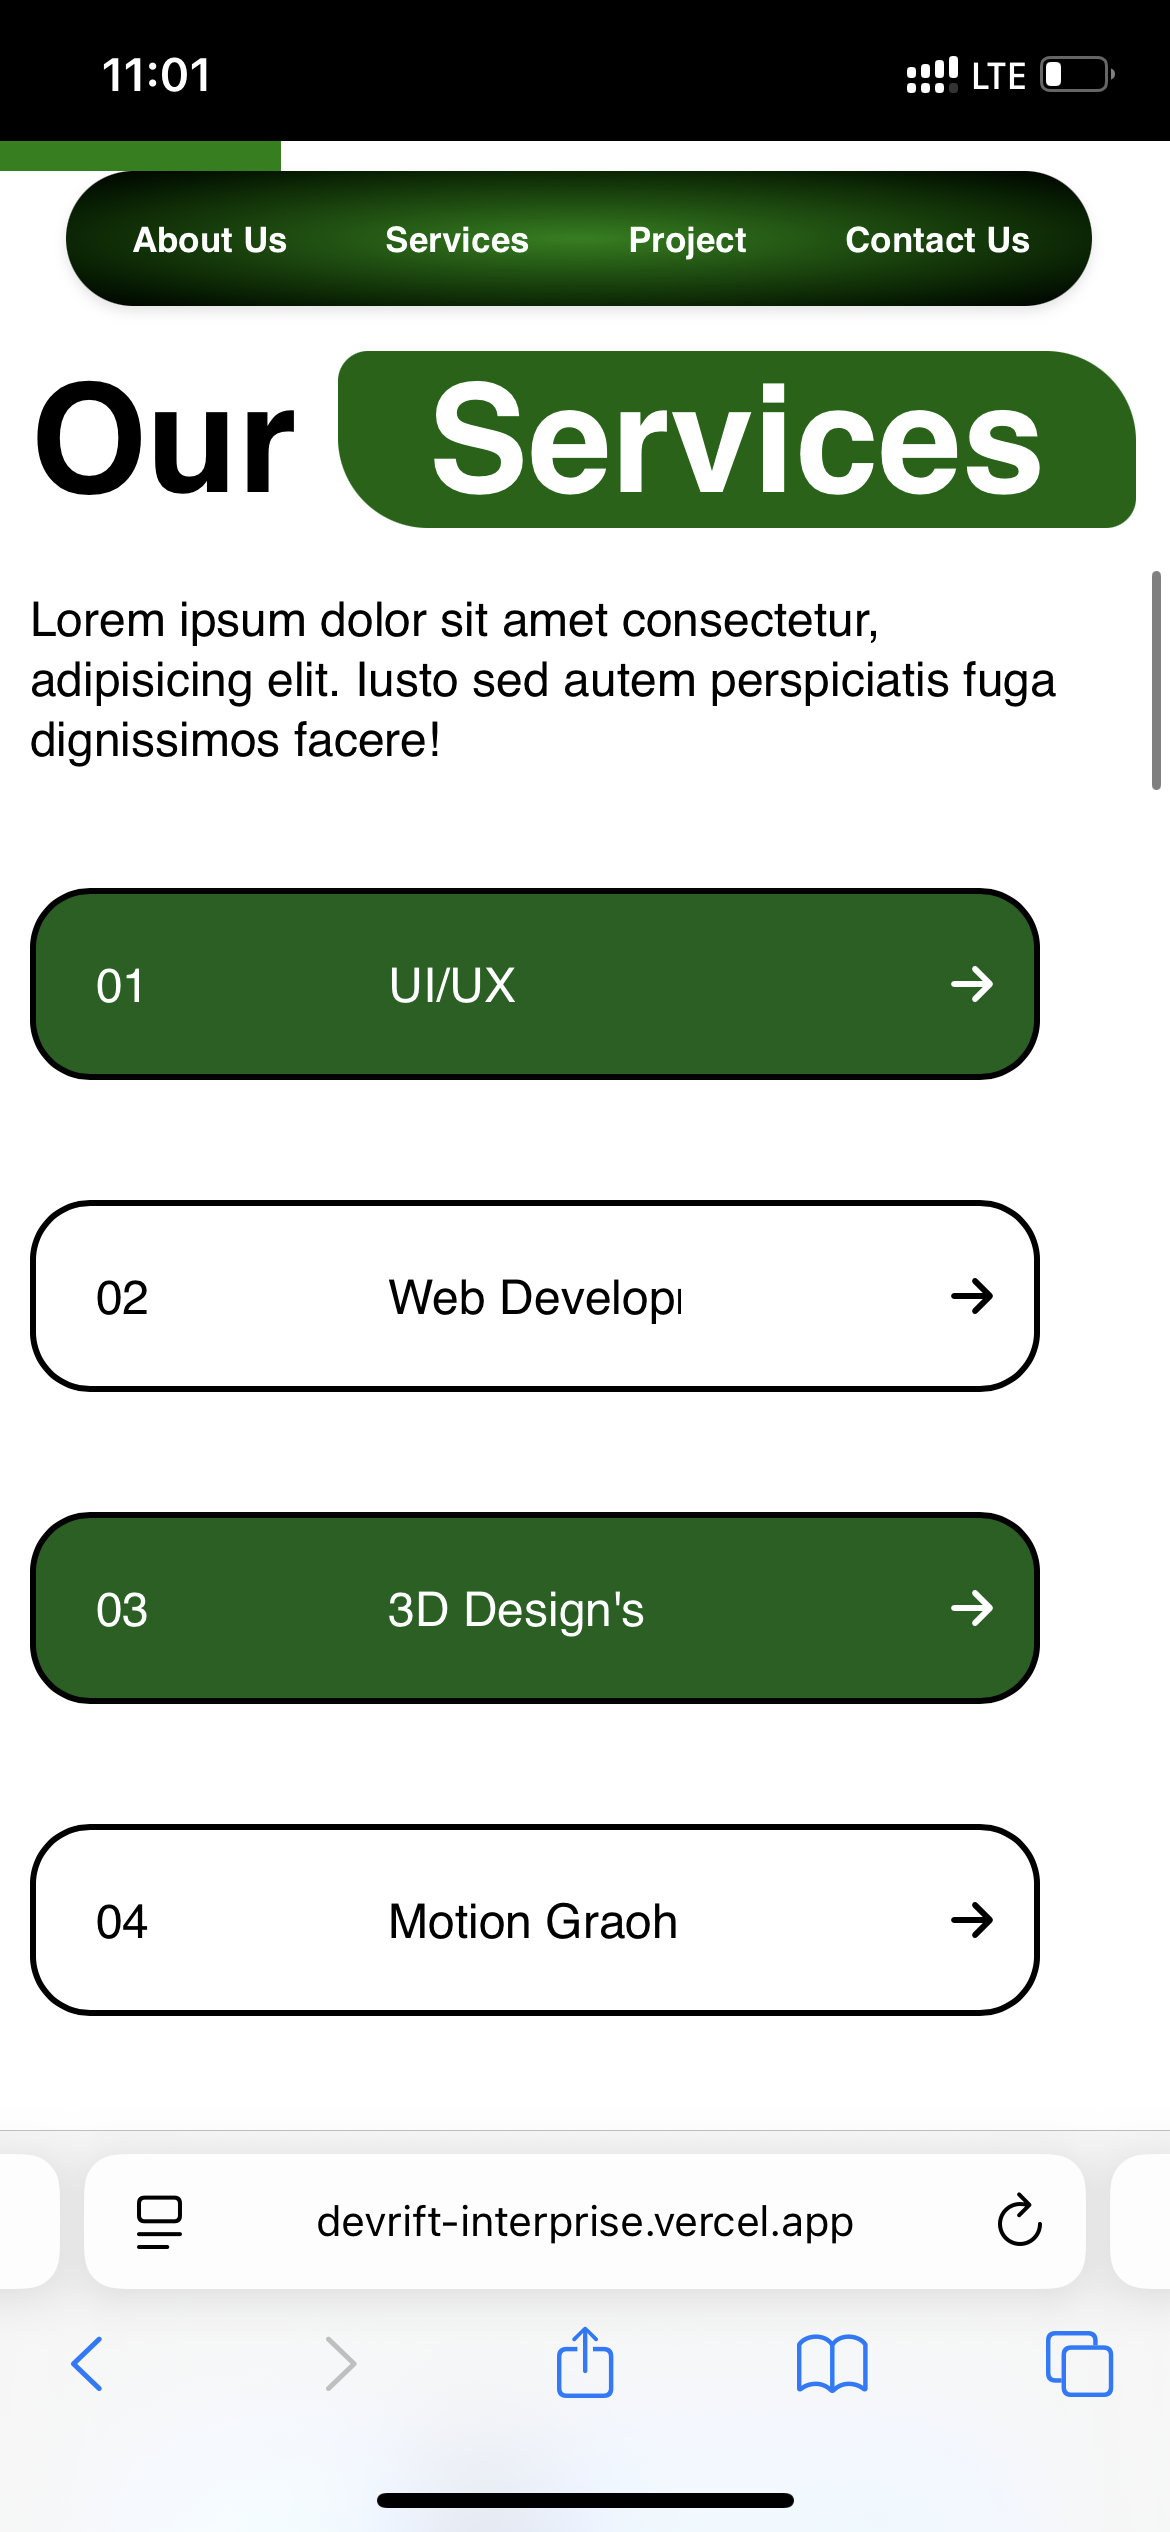 11:01 LTE
About Us Services Project Contact Us
Our Services
Lorem ipsum dolor sit amet consectetur,
adipisicing elit. Iusto sed autem perspiciatis fuga
dignissimos facere!
01 UI/UX
02 Web Develop
03 3D Design's
04 Motion Graoh
devrift-interprise.vercel.app